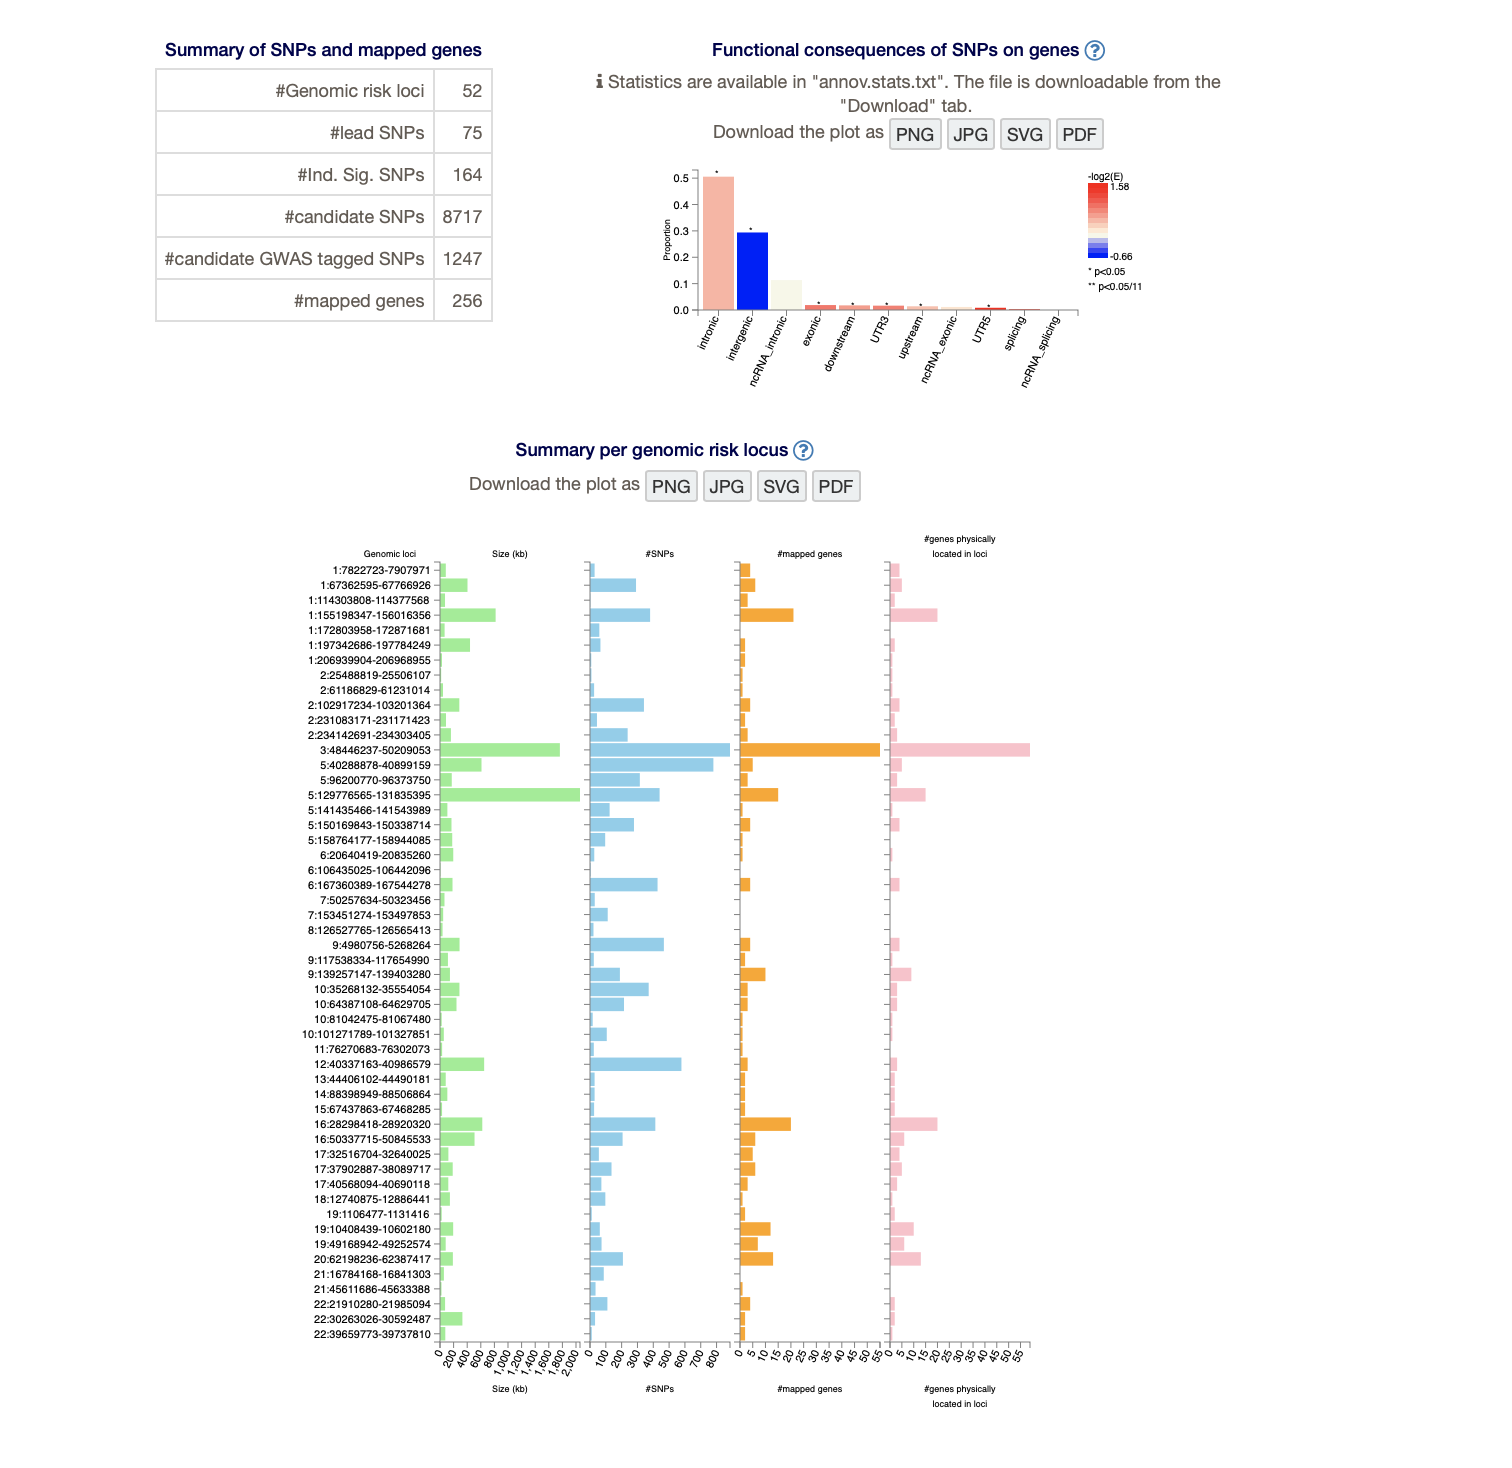 Summary of SNPs and mapped genes
#Genomic risk loci 52
#lead SNPs 75
#Ind. Sig. SNPs 164
#candidate SNPs 8717
#candidate GWAS tagged SNPs 1247
#mapped genes 256
Functional consequences of SNPs on genes ?
i Statistics are available in "annov.stats.txt". The file is downloadable from the
"Download" tab.
Download the plot as PNG JPG SVG PDF
Proportion
0.5
0.4
0.3
0.2
0.1
0.0
*
*
*
*
*
*
*
intronic
intergenic
ncRNA_intronic
exonic
downstream
UTR3
upstream
ncRNA_exonic
UTR5
splicing
ncRNA_splicing
-log2(E)
1.58
-0.66
* p<0.05
** p<0.05/11
Summary per genomic risk locus ?
Download the plot as PNG JPG SVG PDF
#genes physically
Genomic loci Size (kb) #SNPs #mapped genes located in loci
1:7822723-7907971
1:67362595-67766926
1:114303808-114377568
1:155198347-156016356
1:172803958-172871681
1:197342686-197784249
1:206939904-206968955
2:25488819-25506107
2:61186829-61231014
2:102917234-103201364
2:231083171-231171423
2:234142691-234303405
3:48446237-50209053
5:40288878-40899159
5:96200770-96373750
5:129776565-131835395
5:141435466-141543989
5:150169843-150338714
5:158764177-158944085
6:20640419-20835260
6:106435025-106442096
6:167360389-167544278
7:50257634-50323456
7:153451274-153497853
8:126527765-126565413
9:4980756-5268264
9:117538334-117654990
9:139257147-139403280
10:35268132-35554054
10:64387108-64629705
10:81042475-81067480
10:101271789-101327851
11:76270683-76302073
12:40337163-40986579
13:44406102-44490181
14:88398949-88506864
15:67437863-67468285
16:28298418-28920320
16:50337715-50845533
17:32516704-32640025
17:37902887-38089717
17:40568094-40690118
18:12740875-12886441
19:1106477-1131416
19:10408439-10602180
19:49168942-49252574
20:62198236-62387417
21:16784168-16841303
21:45611686-45633388
22:21910280-21985094
22:30263026-30592487
22:39659773-39737810
0 200 400 600 800 1,000 1,200 1,400 1,600 1,800 2,000
0 100 200 300 400 500 600 700 800
0 5 10 15 20 25 30 35 40 45 50 55
0 5 10 15 20 25 30 35 40 45 50 55
Size (kb) #SNPs #mapped genes #genes physically
located in loci